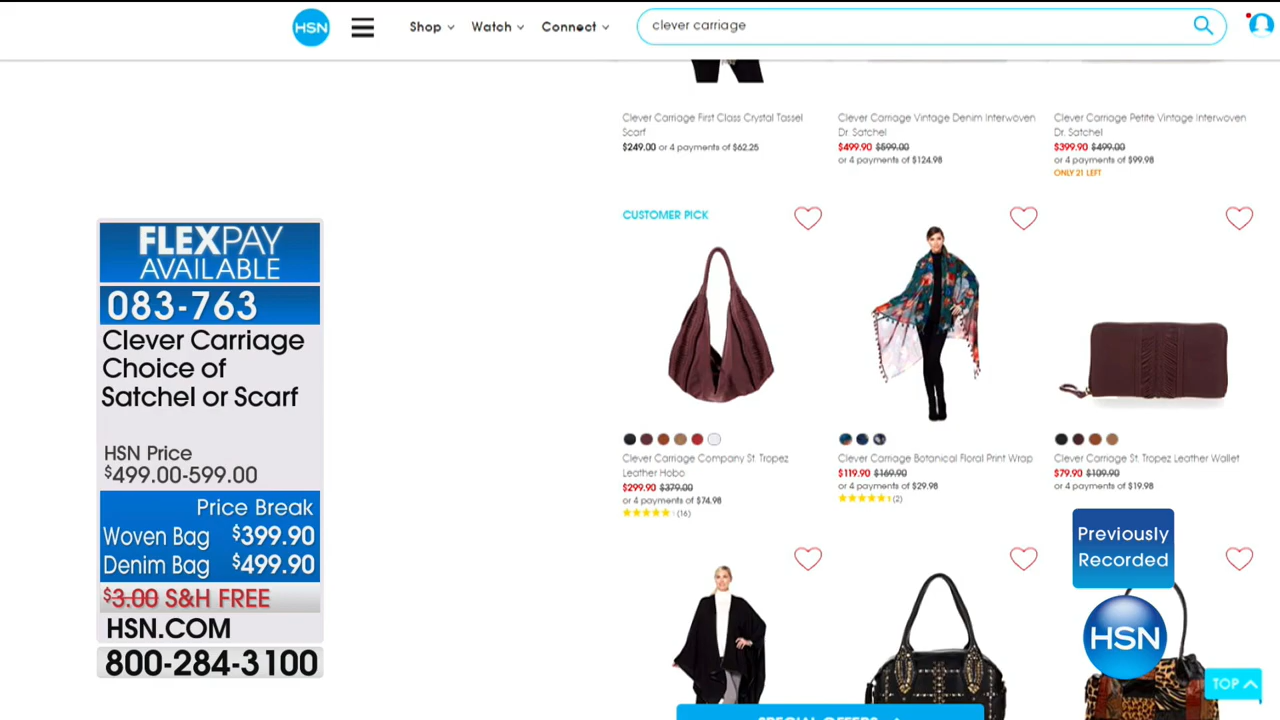 HSN
Shop
Watch
Connect
clever carriage
Clever Carriage First Class Crystal Tassel
Scarf
$249.00 or 4 payments of $62.25
Clever Carriage Vintage Denim Interwoven
Dr. Satchel
$499.90 $599.00
or 4 payments of $124.98
Clever Carriage Petite Vintage Interwoven
Dr. Satchel
$399.90 $499.00
or 4 payments of $99.98
ONLY 21 LEFT
FLEXPAY
AVAILABLE
083-763
Clever Carriage
Choice of
Satchel or Scarf
HSN Price
$499.00-599.00
Price Break
Woven Bag $399.90
Denim Bag $499.90
$3.00 S&H FREE
HSN.COM
800-284-3100
CUSTOMER PICK
Clever Carriage Company St. Tropez
Leather Hobo
$299.90 $379.00
or 4 payments of $74.98
(16)
Clever Carriage Botanical Floral Print Wrap
$119.90 $169.90
or 4 payments of $29.98
(2)
Clever Carriage St. Tropez Leather Wallet
$79.90 $109.90
or 4 payments of $19.98
Previously
Recorded
HSN
TOP
SPECIAL OFFERS